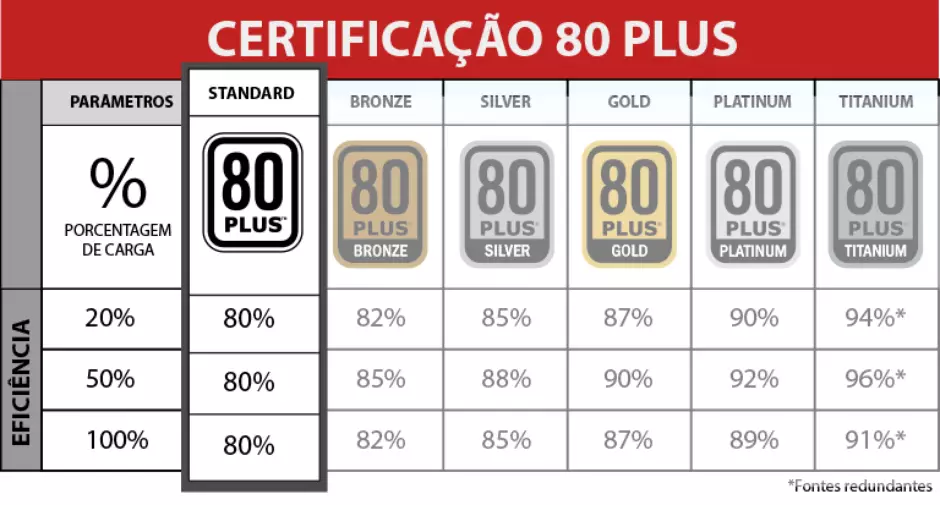 CERTIFICAÇÃO 80 PLUS
PARÂMETROS STANDARD BRONZE SILVER GOLD PLATINUM TITANIUM
%
PORCENTAGEM
DE CARGA
80
PLUS™
80
PLUS®
BRONZE
80
PLUS®
SILVER
80
PLUS®
GOLD
80
PLUS®
PLATINUM
80
PLUS®
TITANIUM
EFICIÊNCIA
20% 80% 82% 85% 87% 90% 94%*
50% 80% 85% 88% 90% 92% 96%*
100% 80% 82% 85% 87% 89% 91%*
*Fontes redundantes